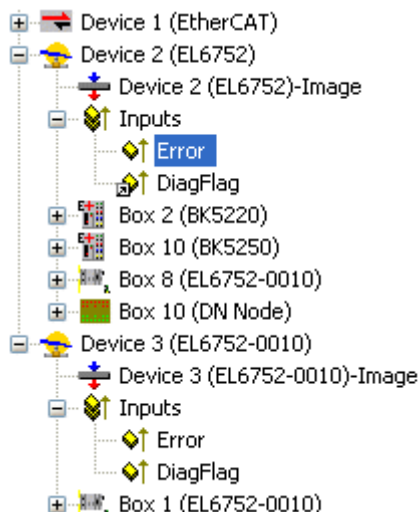 Device 1 (EtherCAT)
Device 2 (EL6752)
Device 2 (EL6752)-Image
Inputs
Error
DiagFlag
Box 2 (BK5220)
Box 10 (BK5250)
Box 8 (EL6752-0010)
Box 10 (DN Node)
Device 3 (EL6752-0010)
Device 3 (EL6752-0010)-Image
Inputs
Error
DiagFlag
Box 1 (EL6752-0010)